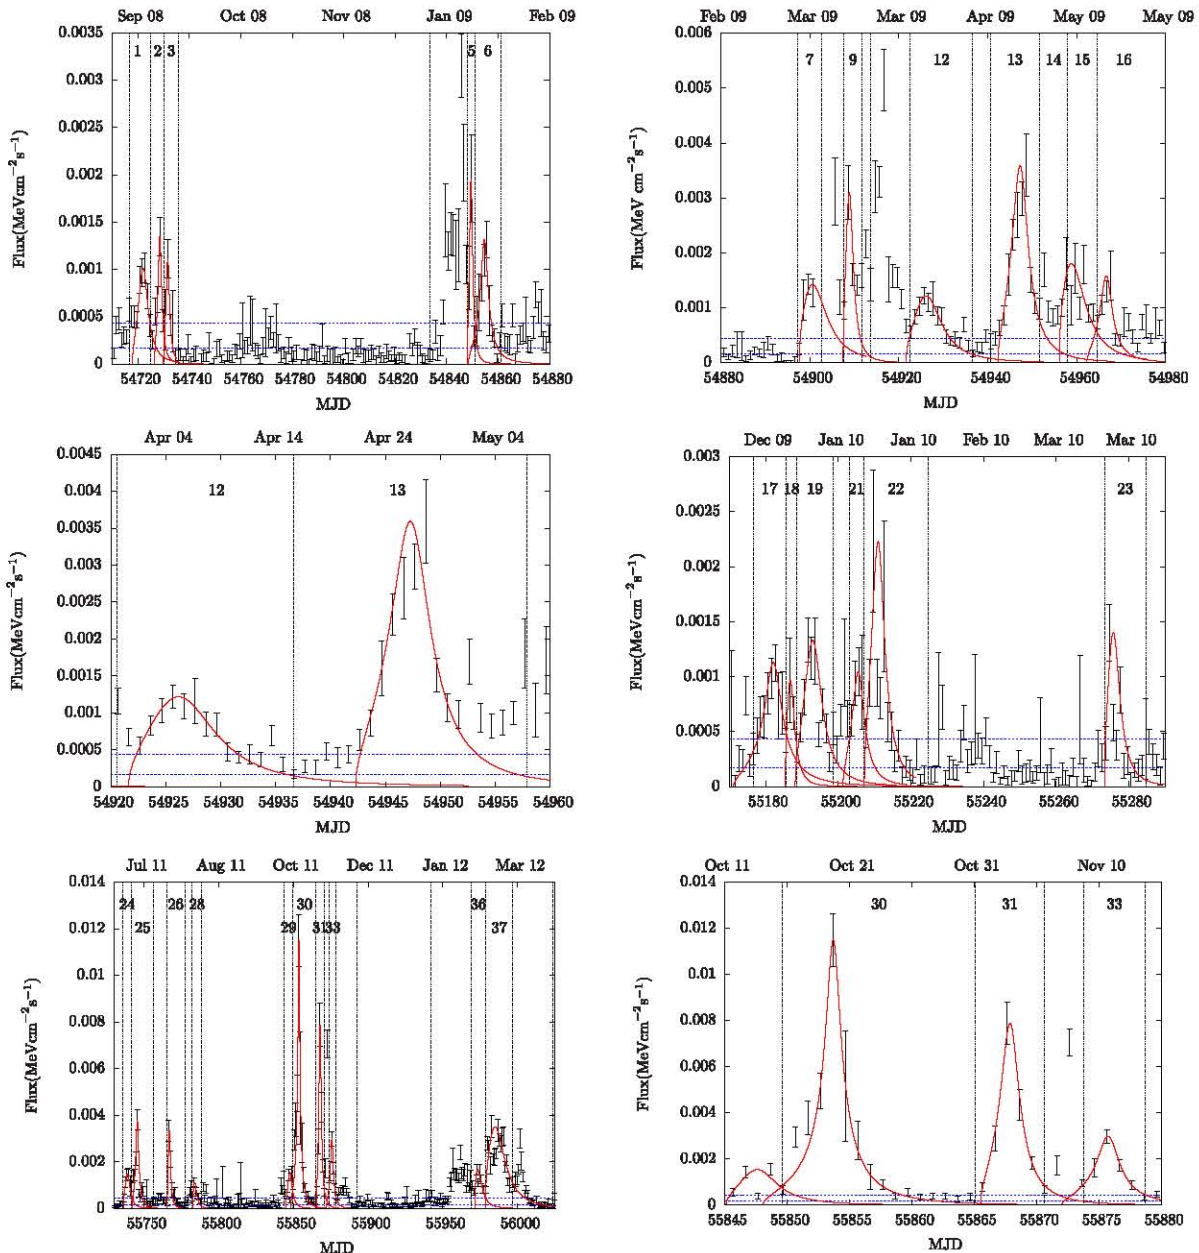 Sep 08 Oct 08 Nov 08 Jan 09 Feb 09
0.0035
1 2 3 5 6
0.003
0.0025
0.002
0.0015
0.001
0.0005
0
Flux(MeVcm−2s−1)
54720 54740 54760 54780 54800 54820 54840 54860 54880
MJD
Feb 09 Mar 09 Mar 09 Apr 09 May 09 May 09
0.006
7 9 12 13 14 15 16
0.005
0.004
0.003
0.002
0.001
0
Flux(MeV cm−2s−1)
54880 54900 54920 54940 54960 54980
MJD
Apr 04 Apr 14 Apr 24 May 04
0.0045
12 13
0.004
0.0035
0.003
0.0025
0.002
0.0015
0.001
0.0005
0
Flux(MeVcm−2s−1)
54920 54925 54930 54935 54940 54945 54950 54955 54960
MJD
Dec 09 Jan 10 Jan 10 Feb 10 Mar 10 Mar 10
0.003
17 18 19 21 22 23
0.0025
0.002
0.0015
0.001
0.0005
0
Flux(MeVcm−2s−1)
55180 55200 55220 55240 55260 55280
MJD
Jul 11 Aug 11 Oct 11 Dec 11 Jan 12 Mar 12
0.014
24 26 28 30 36
25 29 31 33 37
0.012
0.01
0.008
0.006
0.004
0.002
0
Flux(MeVcm−2s−1)
55750 55800 55850 55900 55950 56000
MJD
Oct 11 Oct 21 Oct 31 Nov 10
0.014
30 31 33
0.012
0.01
0.008
0.006
0.004
0.002
0
Flux(MeVcm−2s−1)
55845 55850 55855 55860 55865 55870 55875 55880
MJD